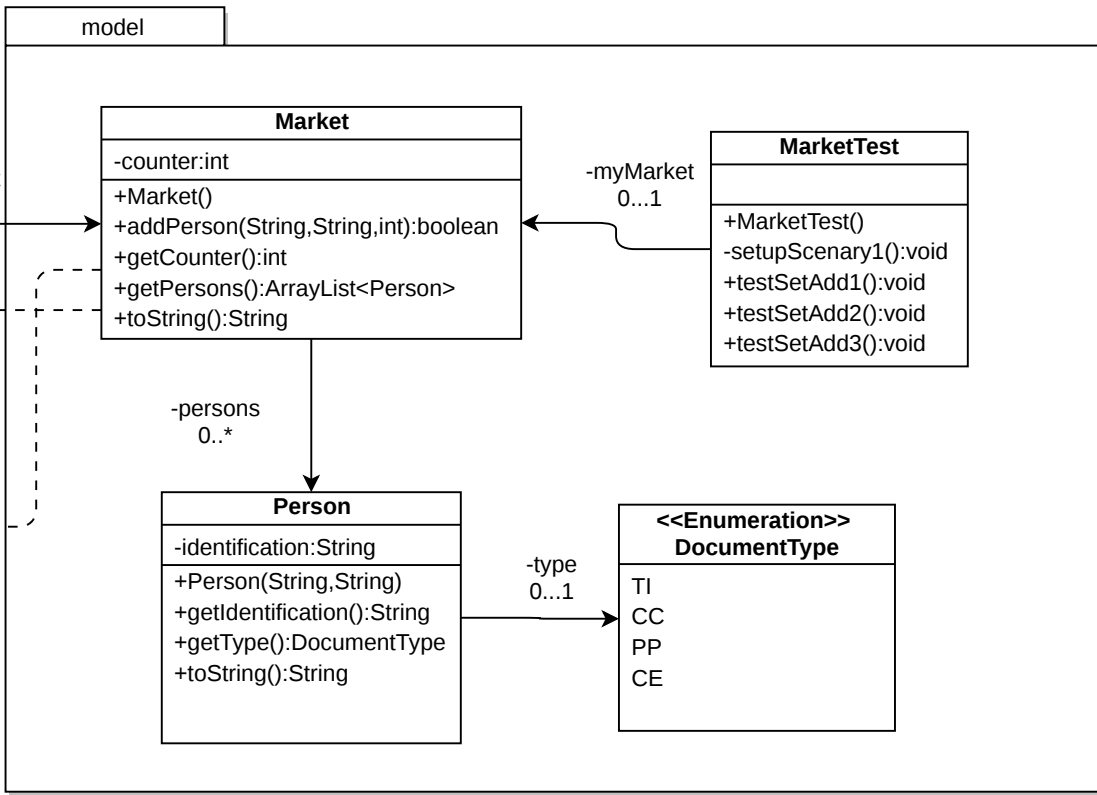 model
Market
-counter:int
+Market()
+addPerson(String,String,int):boolean
+getCounter():int
+getPersons():ArrayList<Person>
+toString():String
-myMarket
0...1
MarketTest
+MarketTest()
-setupScenary1():void
+testSetAdd1():void
+testSetAdd2():void
+testSetAdd3():void
-persons
0..*
Person
-identification:String
+Person(String,String)
+getIdentification():String
+getType():DocumentType
+toString():String
-type
0...1
<<Enumeration>>
DocumentType
TI
CC
PP
CE